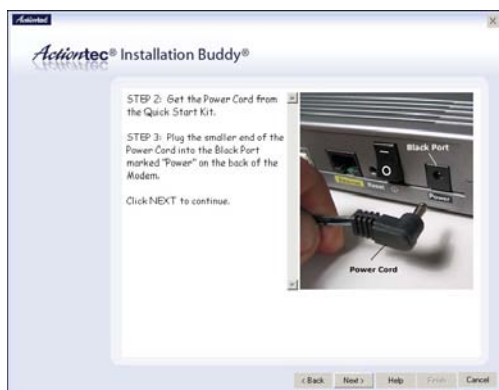 Actiontec
Actiontec® Installation Buddy®
STEP 2: Get the Power Cord from
the Quick Start Kit.
STEP 3: Plug the smaller end of the
Power Cord into the Black Port
marked "Power" on the back of the
Modem.
Click NEXT to continue.
Black Port
Reset
Power
Power Cord
< Back Next > Help Finish Cancel